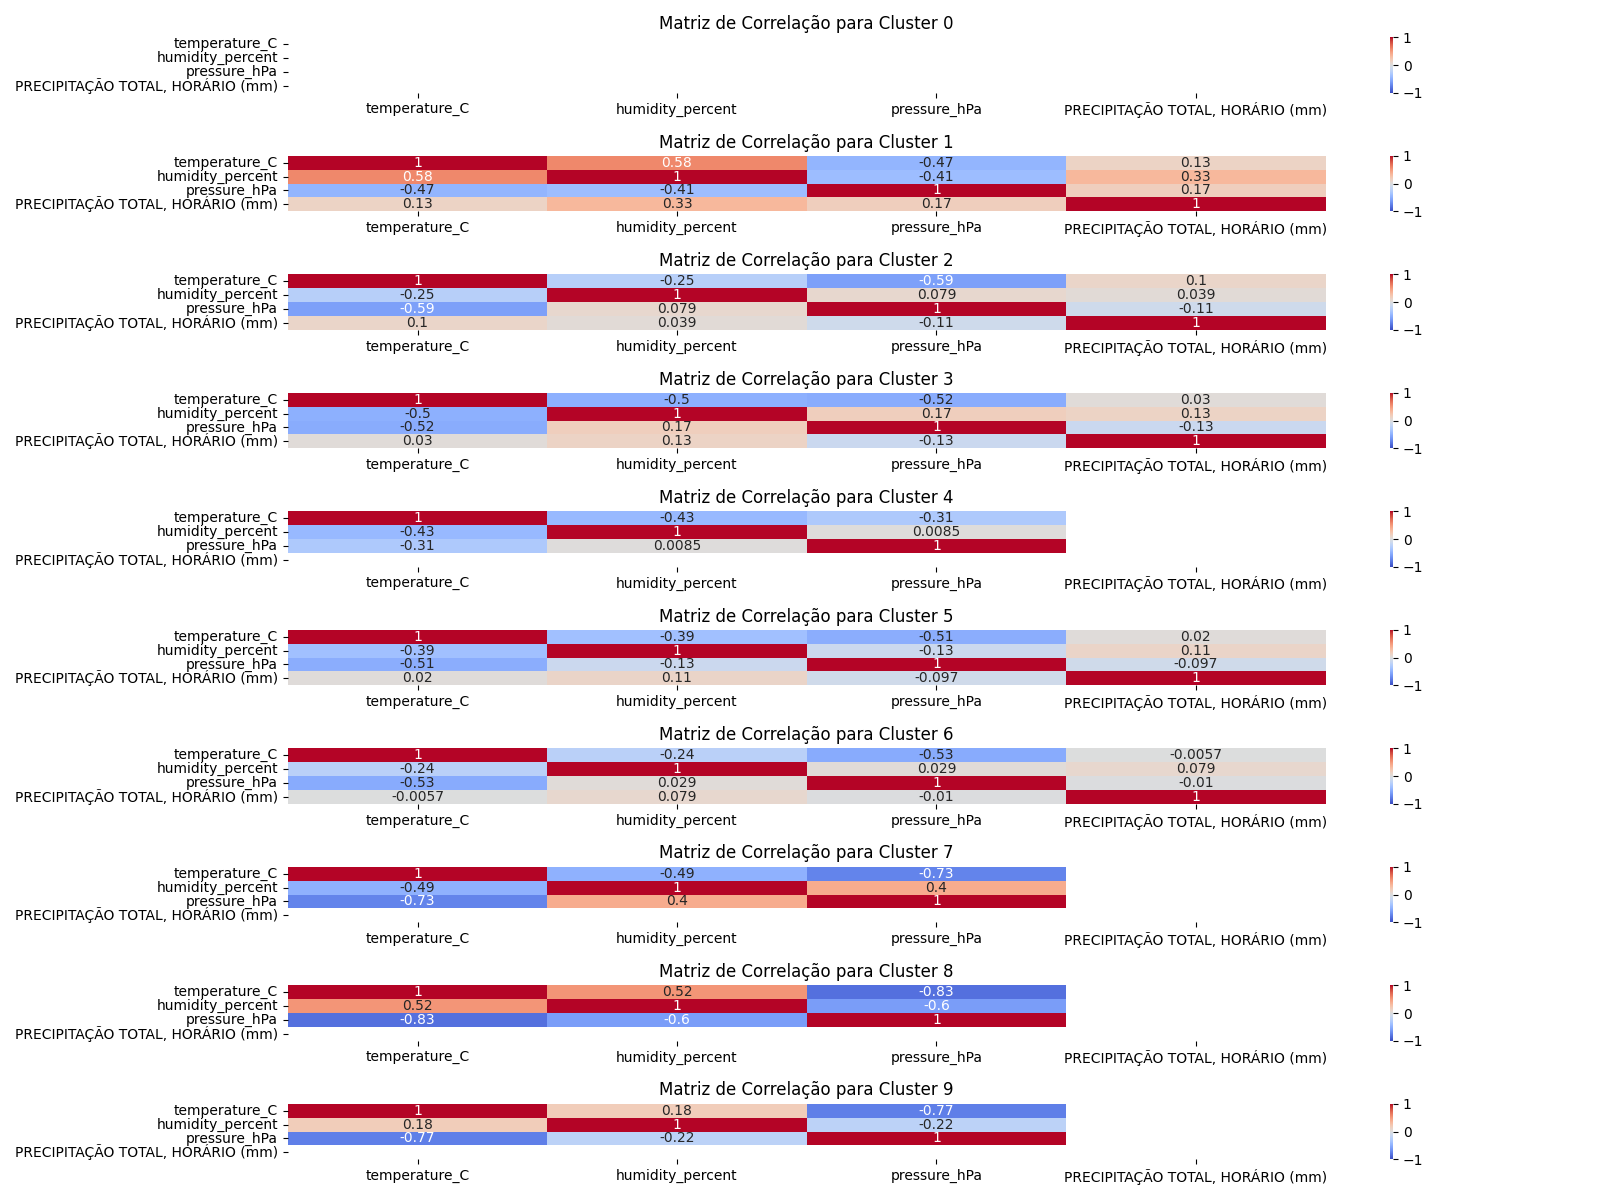 Matriz de Correlação para Cluster 0
temperature_C
humidity_percent
pressure_hPa
PRECIPITAÇÃO TOTAL, HORÁRIO (mm)
temperature_C humidity_percent pressure_hPa PRECIPITAÇÃO TOTAL, HORÁRIO (mm)
1
0
−1
Matriz de Correlação para Cluster 1
temperature_C 1 0.58 -0.47 0.13
humidity_percent 0.58 1 -0.41 0.33
pressure_hPa -0.47 -0.41 1 0.17
PRECIPITAÇÃO TOTAL, HORÁRIO (mm) 0.13 0.33 0.17 1
temperature_C humidity_percent pressure_hPa PRECIPITAÇÃO TOTAL, HORÁRIO (mm)
1
0
−1
Matriz de Correlação para Cluster 2
temperature_C 1 -0.25 -0.59 0.1
humidity_percent -0.25 1 0.079 0.039
pressure_hPa -0.59 0.079 1 -0.11
PRECIPITAÇÃO TOTAL, HORÁRIO (mm) 0.1 0.039 -0.11 1
temperature_C humidity_percent pressure_hPa PRECIPITAÇÃO TOTAL, HORÁRIO (mm)
1
0
−1
Matriz de Correlação para Cluster 3
temperature_C 1 -0.5 -0.52 0.03
humidity_percent -0.5 1 0.17 0.13
pressure_hPa -0.52 0.17 1 -0.13
PRECIPITAÇÃO TOTAL, HORÁRIO (mm) 0.03 0.13 -0.13 1
temperature_C humidity_percent pressure_hPa PRECIPITAÇÃO TOTAL, HORÁRIO (mm)
1
0
−1
Matriz de Correlação para Cluster 4
temperature_C 1 -0.43 -0.31
humidity_percent -0.43 1 0.0085
pressure_hPa -0.31 0.0085 1
PRECIPITAÇÃO TOTAL, HORÁRIO (mm)
temperature_C humidity_percent pressure_hPa PRECIPITAÇÃO TOTAL, HORÁRIO (mm)
1
0
−1
Matriz de Correlação para Cluster 5
temperature_C 1 -0.39 -0.51 0.02
humidity_percent -0.39 1 -0.13 0.11
pressure_hPa -0.51 -0.13 1 -0.097
PRECIPITAÇÃO TOTAL, HORÁRIO (mm) 0.02 0.11 -0.097 1
temperature_C humidity_percent pressure_hPa PRECIPITAÇÃO TOTAL, HORÁRIO (mm)
1
0
−1
Matriz de Correlação para Cluster 6
temperature_C 1 -0.24 -0.53 -0.0057
humidity_percent -0.24 1 0.029 0.079
pressure_hPa -0.53 0.029 1 -0.01
PRECIPITAÇÃO TOTAL, HORÁRIO (mm) -0.0057 0.079 -0.01 1
temperature_C humidity_percent pressure_hPa PRECIPITAÇÃO TOTAL, HORÁRIO (mm)
1
0
−1
Matriz de Correlação para Cluster 7
temperature_C 1 -0.49 -0.73
humidity_percent -0.49 1 0.4
pressure_hPa -0.73 0.4 1
PRECIPITAÇÃO TOTAL, HORÁRIO (mm)
temperature_C humidity_percent pressure_hPa PRECIPITAÇÃO TOTAL, HORÁRIO (mm)
1
0
−1
Matriz de Correlação para Cluster 8
temperature_C 1 0.52 -0.83
humidity_percent 0.52 1 -0.6
pressure_hPa -0.83 -0.6 1
PRECIPITAÇÃO TOTAL, HORÁRIO (mm)
temperature_C humidity_percent pressure_hPa PRECIPITAÇÃO TOTAL, HORÁRIO (mm)
1
0
−1
Matriz de Correlação para Cluster 9
temperature_C 1 0.18 -0.77
humidity_percent 0.18 1 -0.22
pressure_hPa -0.77 -0.22 1
PRECIPITAÇÃO TOTAL, HORÁRIO (mm)
temperature_C humidity_percent pressure_hPa PRECIPITAÇÃO TOTAL, HORÁRIO (mm)
1
0
−1